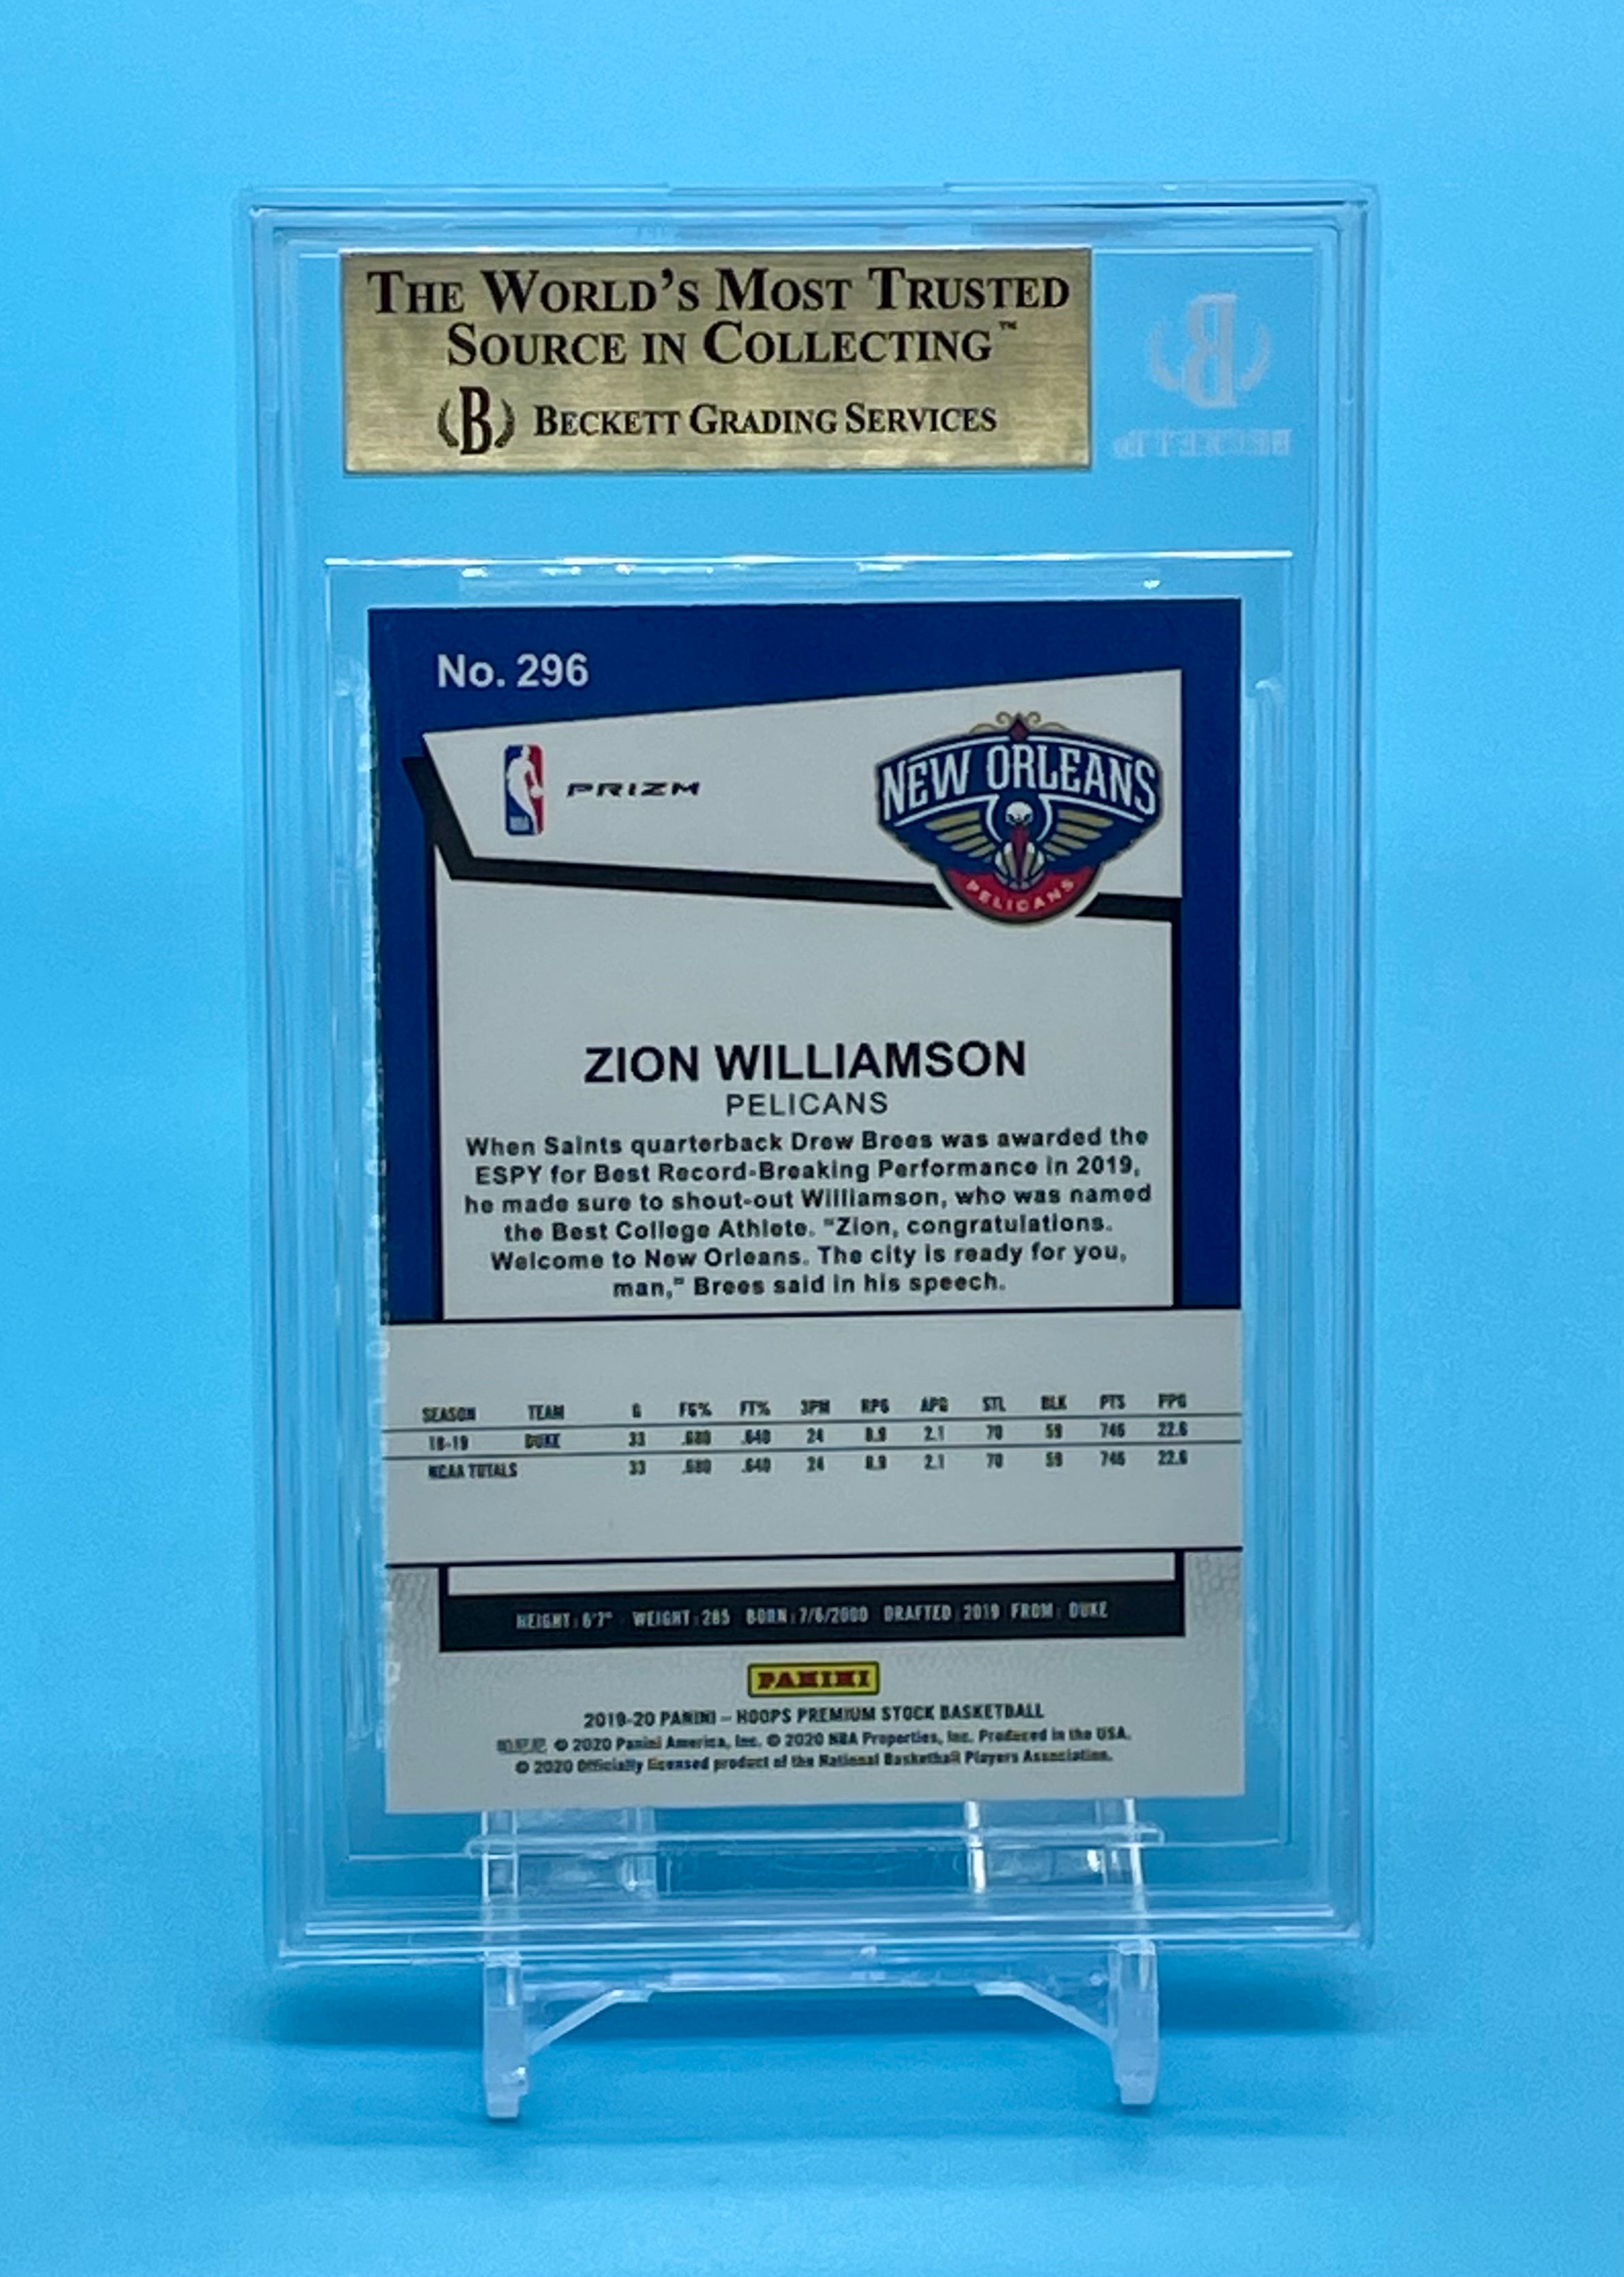 THE WORLD'S MOST TRUSTED
SOURCE IN COLLECTING™
B BECKETT GRADING SERVICES
B
BECKETT
No. 296
NBA PRIZM
NEW ORLEANS
PELICANS
ZION WILLIAMSON
PELICANS
When Saints quarterback Drew Brees was awarded the
ESPY for Best Record-Breaking Performance in 2019,
he made sure to shout-out Williamson, who was named
the Best College Athlete. "Zion, congratulations.
Welcome to New Orleans. The city is ready for you,
man," Brees said in his speech.
SEASON TEAM G FG% FT% 3PM RPG APG STL BLK PTS PPG
18-19 DUKE 33 .680 .640 24 8.9 2.1 70 59 746 22.6
NCAA TOTALS 33 .680 .640 24 8.9 2.1 70 59 746 22.6
HEIGHT: 6'7" WEIGHT: 285 BORN: 7/6/2000 DRAFTED: 2019 FROM: DUKE
PANINI
2019-20 PANINI – HOOPS PREMIUM STOCK BASKETBALL
© 2020 Panini America, Inc. © 2020 NBA Properties, Inc. Produced in the USA.
© 2020 Officially licensed product of the National Basketball Players Association.